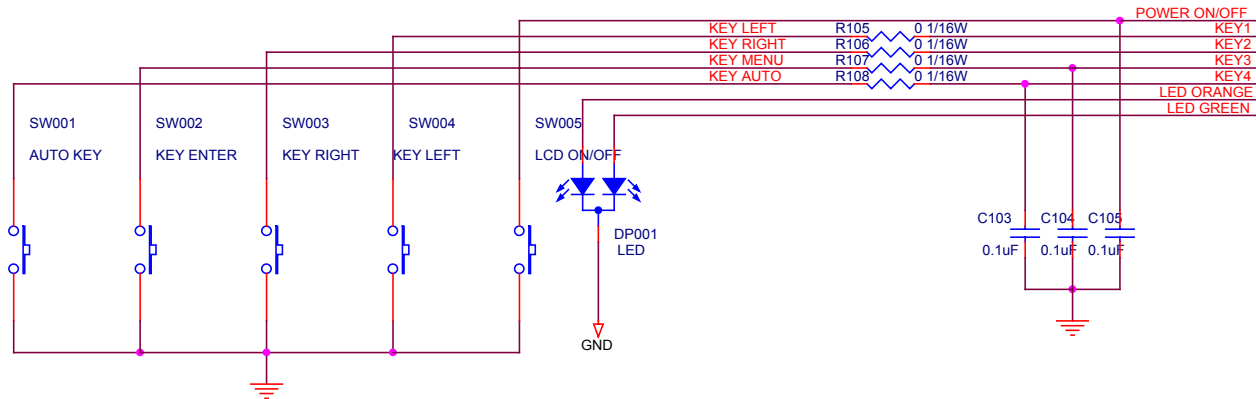 POWER ON/OFF
KEY LEFT R105 0 1/16W KEY1
KEY RIGHT R106 0 1/16W KEY2
KEY MENU R107 0 1/16W KEY3
KEY AUTO R108 0 1/16W KEY4
LED ORANGE
LED GREEN
SW001 SW002 SW003 SW004 SW005
AUTO KEY KEY ENTER KEY RIGHT KEY LEFT LCD ON/OFF
C103 C104 C105
DP001
LED
0.1uF 0.1uF 0.1uF
GND